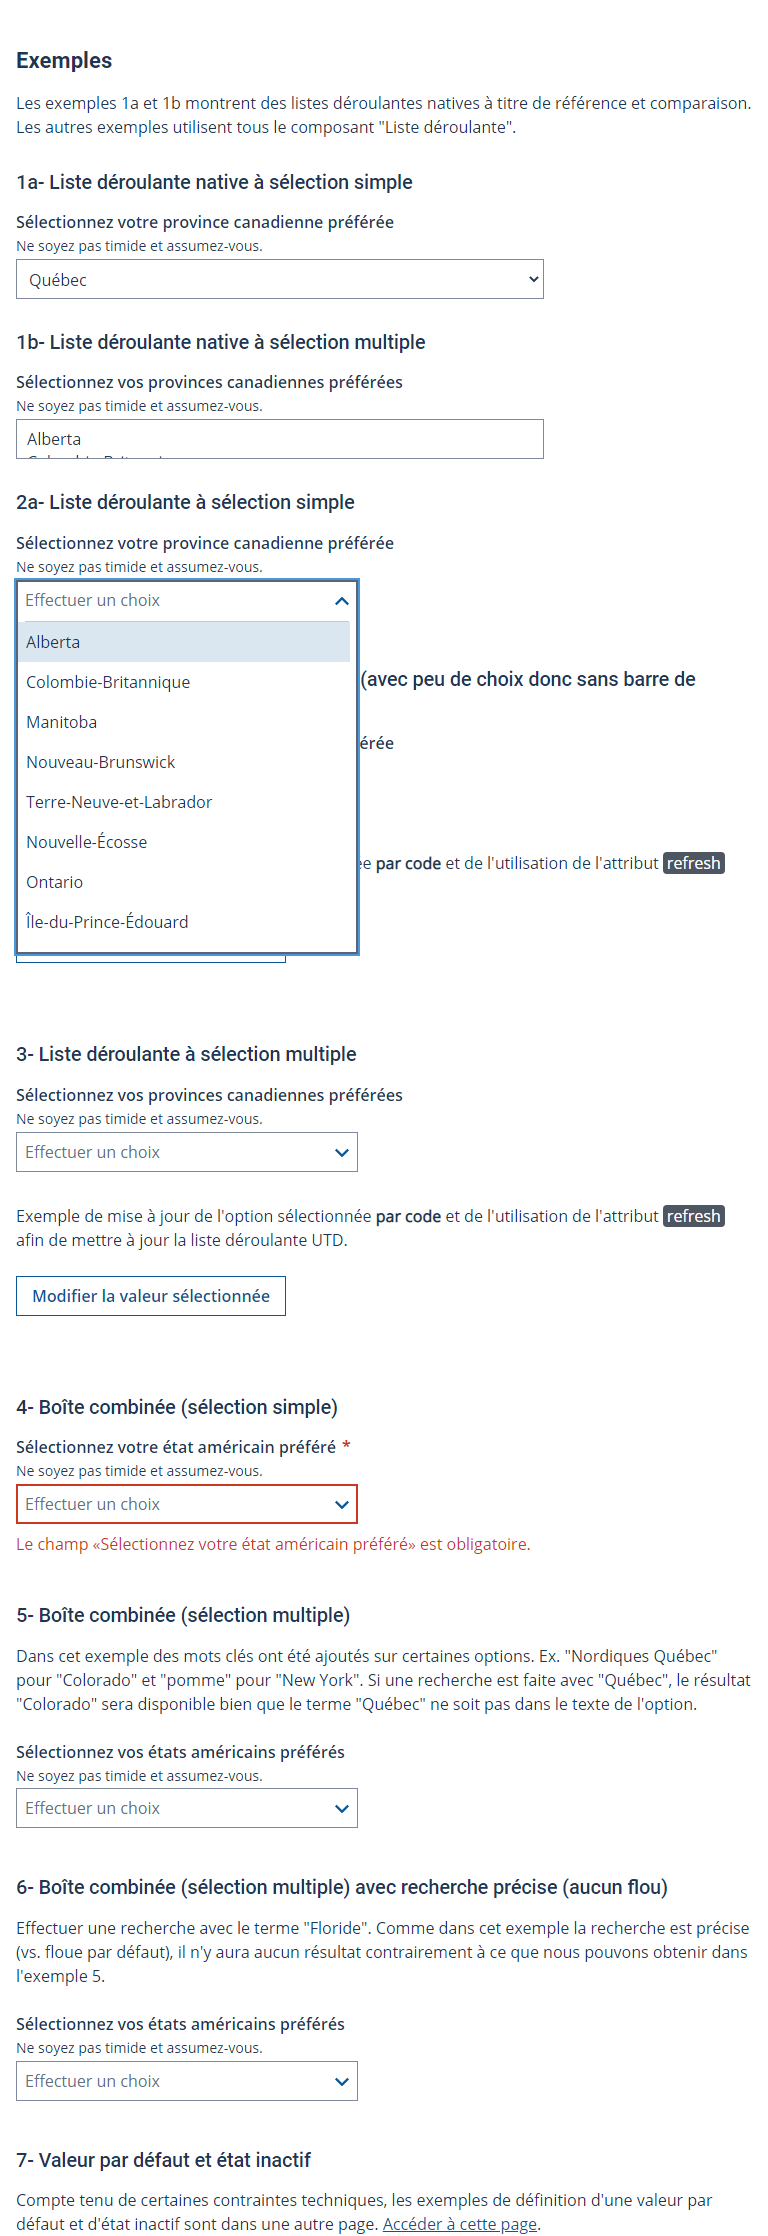 Exemples
Les exemples 1a et 1b montrent des listes déroulantes natives à titre de référence et comparaison.
Les autres exemples utilisent tous le composant "Liste déroulante".
1a- Liste déroulante native à sélection simple
Sélectionnez votre province canadienne préférée
Ne soyez pas timide et assumez-vous.
Québec
1b- Liste déroulante native à sélection multiple
Sélectionnez vos provinces canadiennes préférées
Ne soyez pas timide et assumez-vous.
Alberta
2a- Liste déroulante à sélection simple
Sélectionnez votre province canadienne préférée
Ne soyez pas timide et assumez-vous.
Effectuer un choix
Alberta
Colombie-Britannique
(avec peu de choix donc sans barre de
Manitoba
érée
Nouveau-Brunswick
Terre-Neuve-et-Labrador
Nouvelle-Écosse
ée par code et de l'utilisation de l'attribut refresh
Ontario
Île-du-Prince-Édouard
3- Liste déroulante à sélection multiple
Sélectionnez vos provinces canadiennes préférées
Ne soyez pas timide et assumez-vous.
Effectuer un choix
Exemple de mise à jour de l'option sélectionnée par code et de l'utilisation de l'attribut refresh
afin de mettre à jour la liste déroulante UTD.
Modifier la valeur sélectionnée
4- Boîte combinée (sélection simple)
Sélectionnez votre état américain préféré *
Ne soyez pas timide et assumez-vous.
Effectuer un choix
Le champ «Sélectionnez votre état américain préféré» est obligatoire.
5- Boîte combinée (sélection multiple)
Dans cet exemple des mots clés ont été ajoutés sur certaines options. Ex. "Nordiques Québec"
pour "Colorado" et "pomme" pour "New York". Si une recherche est faite avec "Québec", le résultat
"Colorado" sera disponible bien que le terme "Québec" ne soit pas dans le texte de l'option.
Sélectionnez vos états américains préférés
Ne soyez pas timide et assumez-vous.
Effectuer un choix
6- Boîte combinée (sélection multiple) avec recherche précise (aucun flou)
Effectuer une recherche avec le terme "Floride". Comme dans cet exemple la recherche est précise
(vs. floue par défaut), il n'y aura aucun résultat contrairement à ce que nous pouvons obtenir dans
l'exemple 5.
Sélectionnez vos états américains préférés
Ne soyez pas timide et assumez-vous.
Effectuer un choix
7- Valeur par défaut et état inactif
Compte tenu de certaines contraintes techniques, les exemples de définition d'une valeur par
défaut et d'état inactif sont dans une autre page. Accéder à cette page.